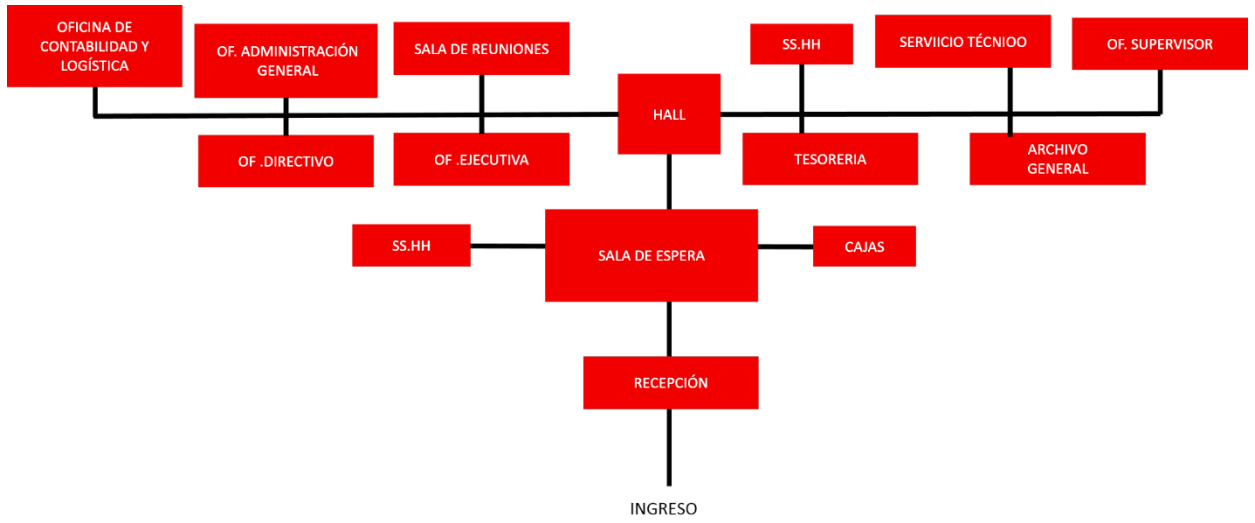 OFICINA DE
CONTABILIDAD Y
LOGÍSTICA
OF. ADMINISTRACIÓN
GENERAL
SALA DE REUNIONES
SS.HH
SERVIICIO TÉCNIOO
OF. SUPERVISOR
HALL
OF .DIRECTIVO
OF .EJECUTIVA
TESORERIA
ARCHIVO
GENERAL
SS.HH
SALA DE ESPERA
CAJAS
RECEPCIÓN
INGRESO